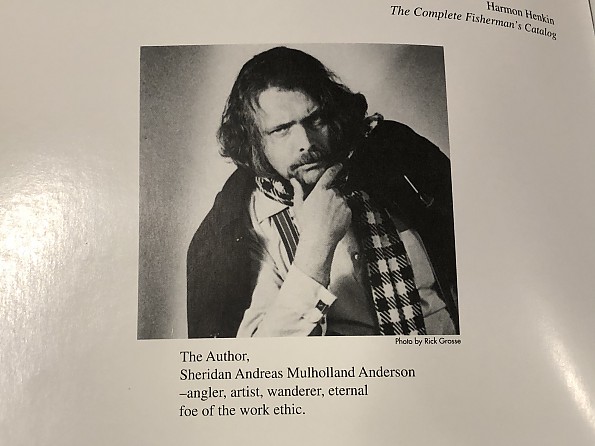 Harmon Henkin
The Complete Fisherman's Catalog
Photo by Rick Grosse
The Author,
Sheridan Andreas Mulholland Anderson
–angler, artist, wanderer, eternal
foe of the work ethic.